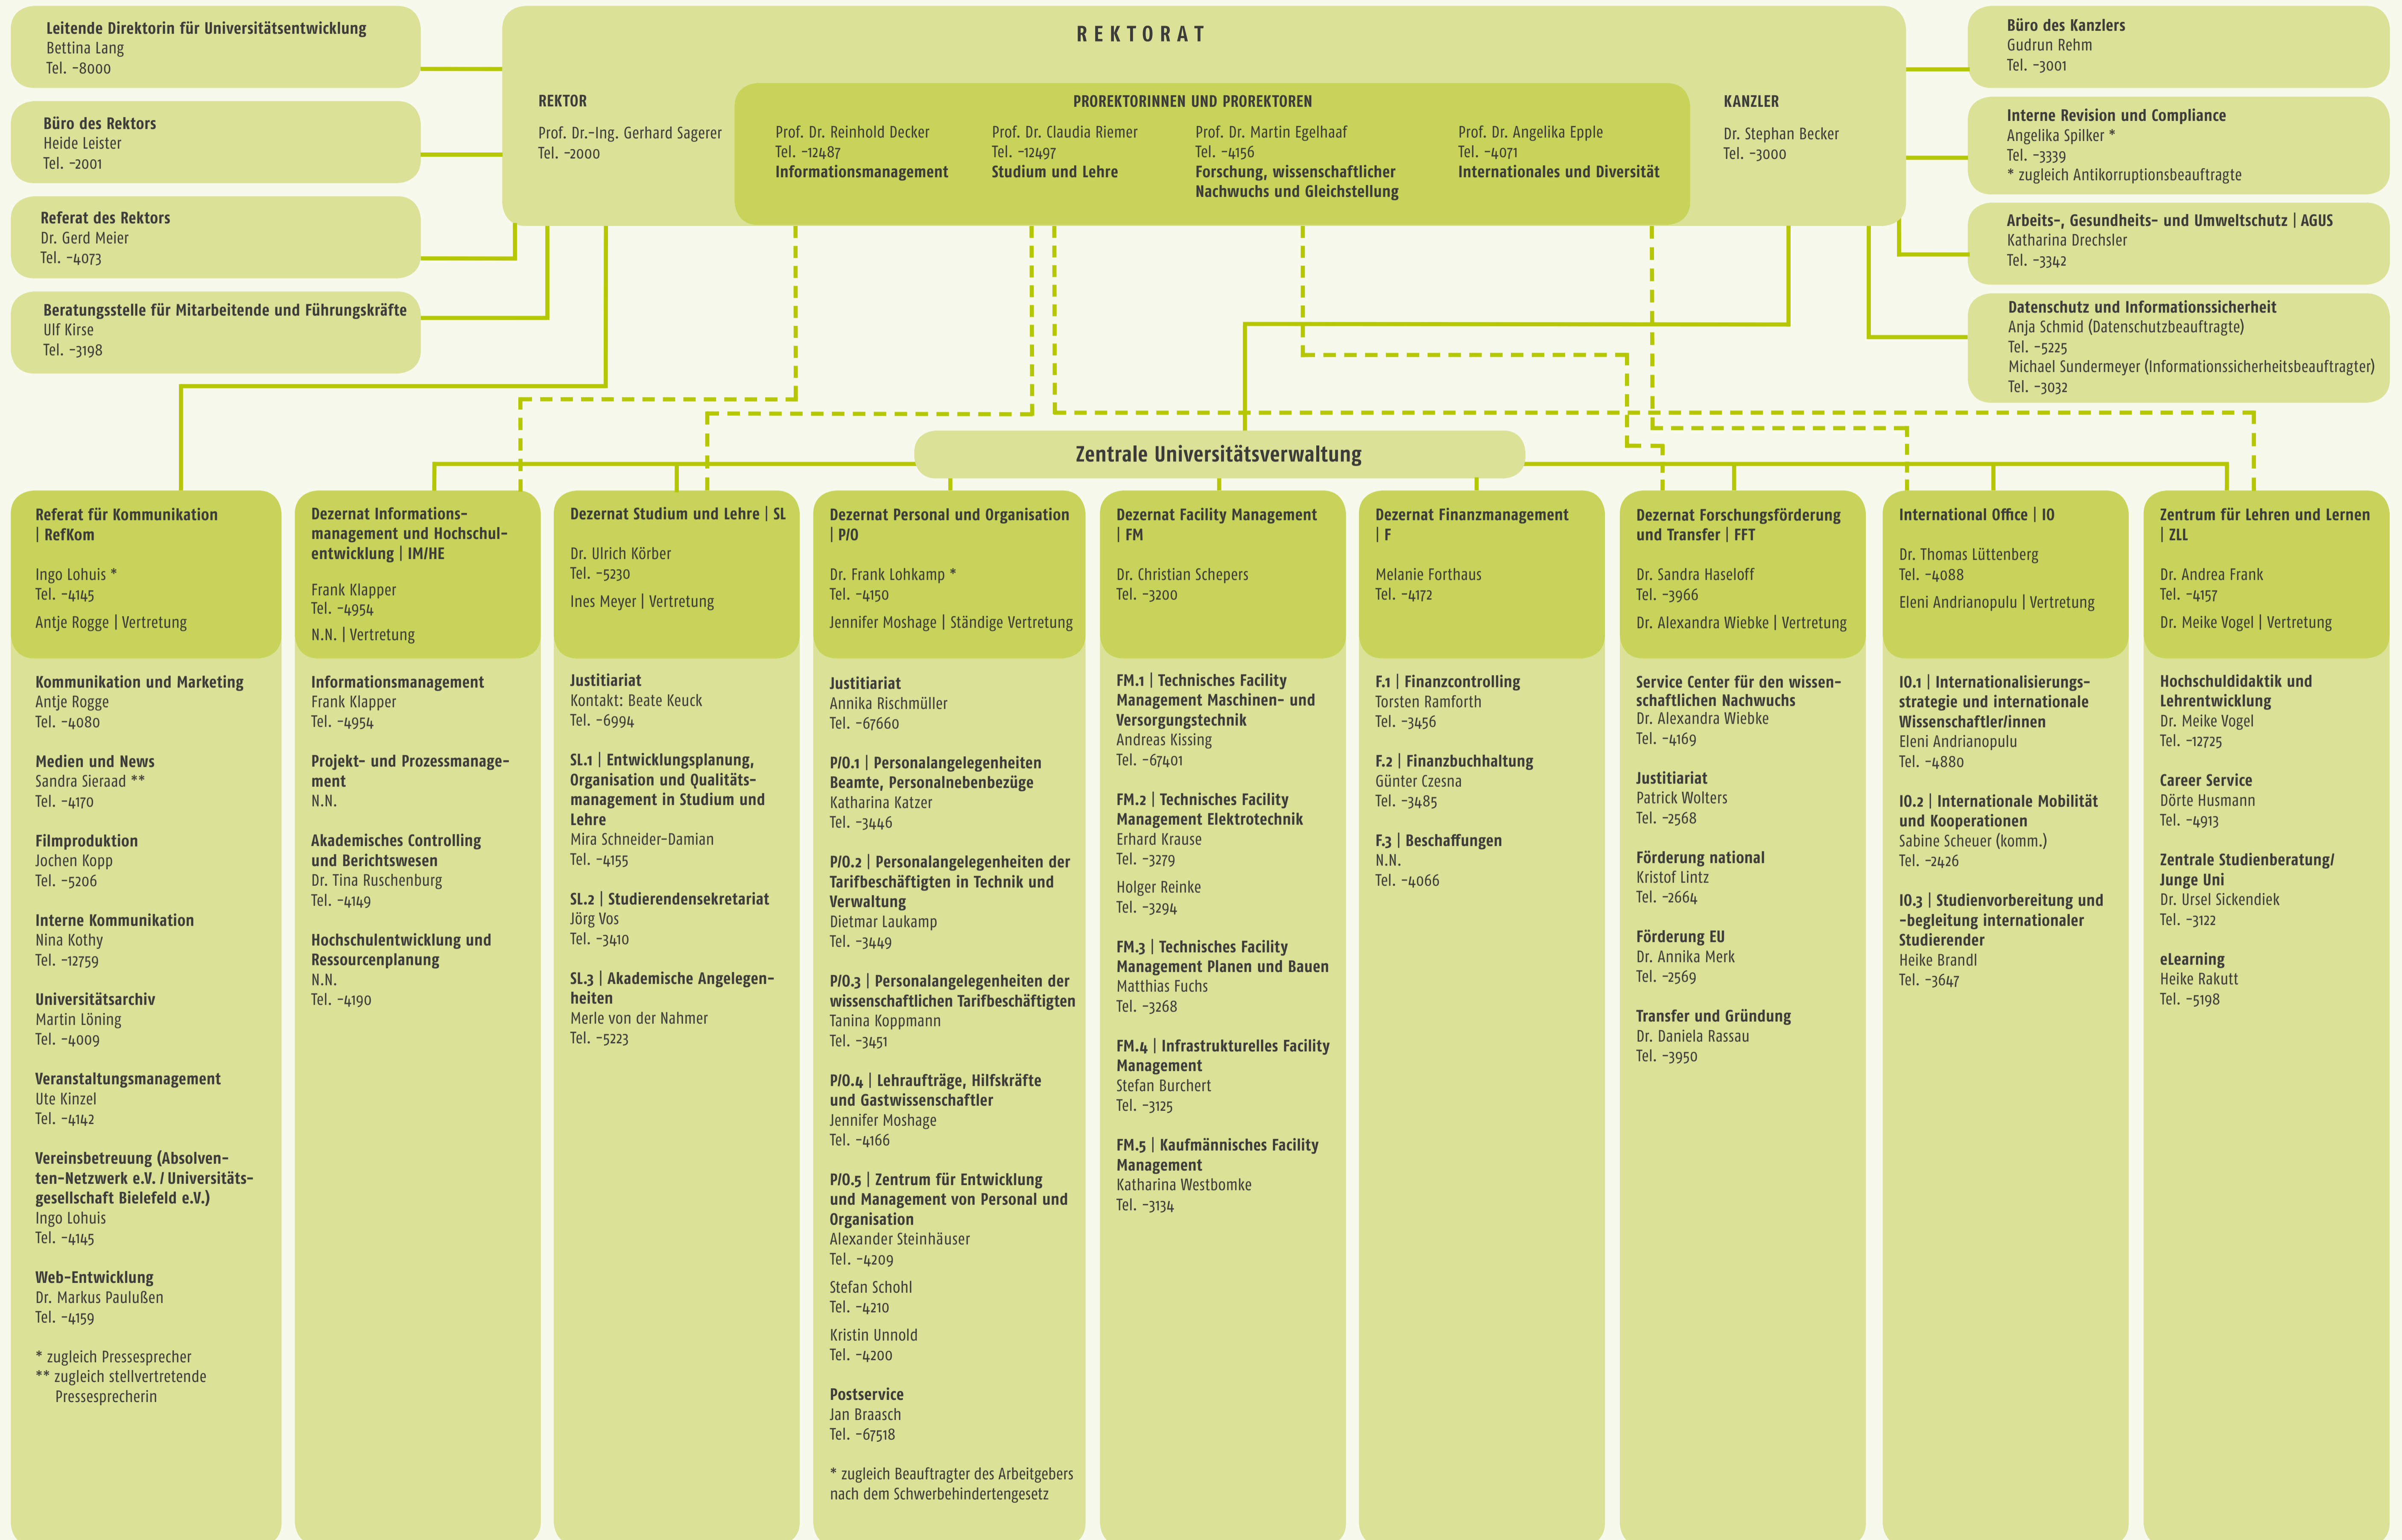 Leitende Direktorin für Universitätsentwicklung
Bettina Lang
Tel. -8000
Büro des Rektors
Heide Leister
Tel. -2001
Referat des Rektors
Dr. Gerd Meier
Tel. -4073
Beratungsstelle für Mitarbeitende und Führungskräfte
Ulf Kirse
Tel. -3198
REKTORAT
REKTOR
Prof. Dr.-Ing. Gerhard Sagerer
Tel. -2000
PROREKTORINNEN UND PROREKTOREN
Prof. Dr. Reinhold Decker
Tel. -12487
Informationsmanagement
Prof. Dr. Claudia Riemer
Tel. -12497
Studium und Lehre
Prof. Dr. Martin Egelhaaf
Tel. -4156
Forschung, wissenschaftlicher
Nachwuchs und Gleichstellung
Prof. Dr. Angelika Epple
Tel. -4071
Internationales und Diversität
KANZLER
Dr. Stephan Becker
Tel. -3000
Büro des Kanzlers
Gudrun Rehm
Tel. -3001
Interne Revision und Compliance
Angelika Spilker *
Tel. -3339
* zugleich Antikorruptionsbeauftragte
Arbeits-, Gesundheits- und Umweltschutz | AGUS
Katharina Drechsler
Tel. -3342
Datenschutz und Informationssicherheit
Anja Schmid (Datenschutzbeauftragte)
Tel. -5225
Michael Sundermeyer (Informationssicherheitsbeauftragter)
Tel. -3032
Zentrale Universitätsverwaltung
Referat für Kommunikation
| RefKom
Ingo Lohuis *
Tel. -4145
Antje Rogge | Vertretung
Kommunikation und Marketing
Antje Rogge
Tel. -4080
Medien und News
Sandra Sieraad **
Tel. -4170
Filmproduktion
Jochen Kopp
Tel. -5206
Interne Kommunikation
Nina Kothy
Tel. -12759
Universitätsarchiv
Martin Löning
Tel. -4009
Veranstaltungsmanagement
Ute Kinzel
Tel. -4142
Vereinsbetreuung (Absolven-
ten-Netzwerk e.V. / Universitäts-
gesellschaft Bielefeld e.V.)
Ingo Lohuis
Tel. -4145
Web-Entwicklung
Dr. Markus Paulußen
Tel. -4159
* zugleich Pressesprecher
** zugleich stellvertretende
Pressesprecherin
Dezernat Informations-
management und Hochschul-
entwicklung | IM/HE
Frank Klapper
Tel. -4954
N.N. | Vertretung
Informationsmanagement
Frank Klapper
Tel. -4954
Projekt- und Prozessmanage-
ment
N.N.
Akademisches Controlling
und Berichtswesen
Dr. Tina Ruschenburg
Tel. -4149
Hochschulentwicklung und
Ressourcenplanung
N.N.
Tel. -4190
Dezernat Studium und Lehre | SL
Dr. Ulrich Körber
Tel. -5230
Ines Meyer | Vertretung
Justitiariat
Kontakt: Beate Keuck
Tel. -6994
SL.1 | Entwicklungsplanung,
Organisation und Qualitäts-
management in Studium und
Lehre
Mira Schneider-Damian
Tel. -4155
SL.2 | Studierendensekretariat
Jörg Vos
Tel. -3410
SL.3 | Akademische Angelegen-
heiten
Merle von der Nahmer
Tel. -5223
Dezernat Personal und Organisation
| P/O
Dr. Frank Lohkamp *
Tel. -4150
Jennifer Moshage | Ständige Vertretung
Justitiariat
Annika Rischmüller
Tel. -67660
P/O.1 | Personalangelegenheiten
Beamte, Personalnebenbezüge
Katharina Katzer
Tel. -3446
P/O.2 | Personalangelegenheiten der
Tarifbeschäftigten in Technik und
Verwaltung
Dietmar Laukamp
Tel. -3449
P/O.3 | Personalangelegenheiten der
wissenschaftlichen Tarifbeschäftigten
Tanina Koppmann
Tel. -3451
P/O.4 | Lehraufträge, Hilfskräfte
und Gastwissenschaftler
Jennifer Moshage
Tel. -4166
P/O.5 | Zentrum für Entwicklung
und Management von Personal und
Organisation
Alexander Steinhäuser
Tel. -4209
Stefan Schohl
Tel. -4210
Kristin Unnold
Tel. -4200
Postservice
Jan Braasch
Tel. -67518
* zugleich Beauftragter des Arbeitgebers
nach dem Schwerbehindertengesetz
Dezernat Facility Management
| FM
Dr. Christian Schepers
Tel. -3200
FM.1 | Technisches Facility
Management Maschinen- und
Versorgungstechnik
Andreas Kissing
Tel. -67401
FM.2 | Technisches Facility
Management Elektrotechnik
Erhard Krause
Tel. -3279
Holger Reinke
Tel. -3294
FM.3 | Technisches Facility
Management Planen und Bauen
Matthias Fuchs
Tel. -3268
FM.4 | Infrastrukturelles Facility
Management
Stefan Burchert
Tel. -3125
FM.5 | Kaufmännisches Facility
Management
Katharina Westbomke
Tel. -3134
Dezernat Finanzmanagement
| F
Melanie Forthaus
Tel. -4172
F.1 | Finanzcontrolling
Torsten Ramforth
Tel. -3456
F.2 | Finanzbuchhaltung
Günter Czesna
Tel. -3485
F.3 | Beschaffungen
N.N.
Tel. -4066
Dezernat Forschungsförderung
und Transfer | FFT
Dr. Sandra Haseloff
Tel. -3966
Dr. Alexandra Wiebke | Vertretung
Service Center für den wissen-
schaftlichen Nachwuchs
Dr. Alexandra Wiebke
Tel. -4169
Justitiariat
Patrick Wolters
Tel. -2568
Förderung national
Kristof Lintz
Tel. -2664
Förderung EU
Dr. Annika Merk
Tel. -2569
Transfer und Gründung
Dr. Daniela Rassau
Tel. -3950
International Office | IO
Dr. Thomas Lüttenberg
Tel. -4088
Eleni Andrianopulu | Vertretung
IO.1 | Internationalisierungs-
strategie und internationale
Wissenschaftler/innen
Eleni Andrianopulu
Tel. -4880
IO.2 | Internationale Mobilität
und Kooperationen
Sabine Scheuer (komm.)
Tel. -2426
IO.3 | Studienvorbereitung und
-begleitung internationaler
Studierender
Heike Brandl
Tel. -3647
Zentrum für Lehren und Lernen
| ZLL
Dr. Andrea Frank
Tel. -4157
Dr. Meike Vogel | Vertretung
Hochschuldidaktik und
Lehrentwicklung
Dr. Meike Vogel
Tel. -12725
Career Service
Dörte Husmann
Tel. -4913
Zentrale Studienberatung/
Junge Uni
Dr. Ursel Sickendiek
Tel. -3122
eLearning
Heike Rakutt
Tel. -5198